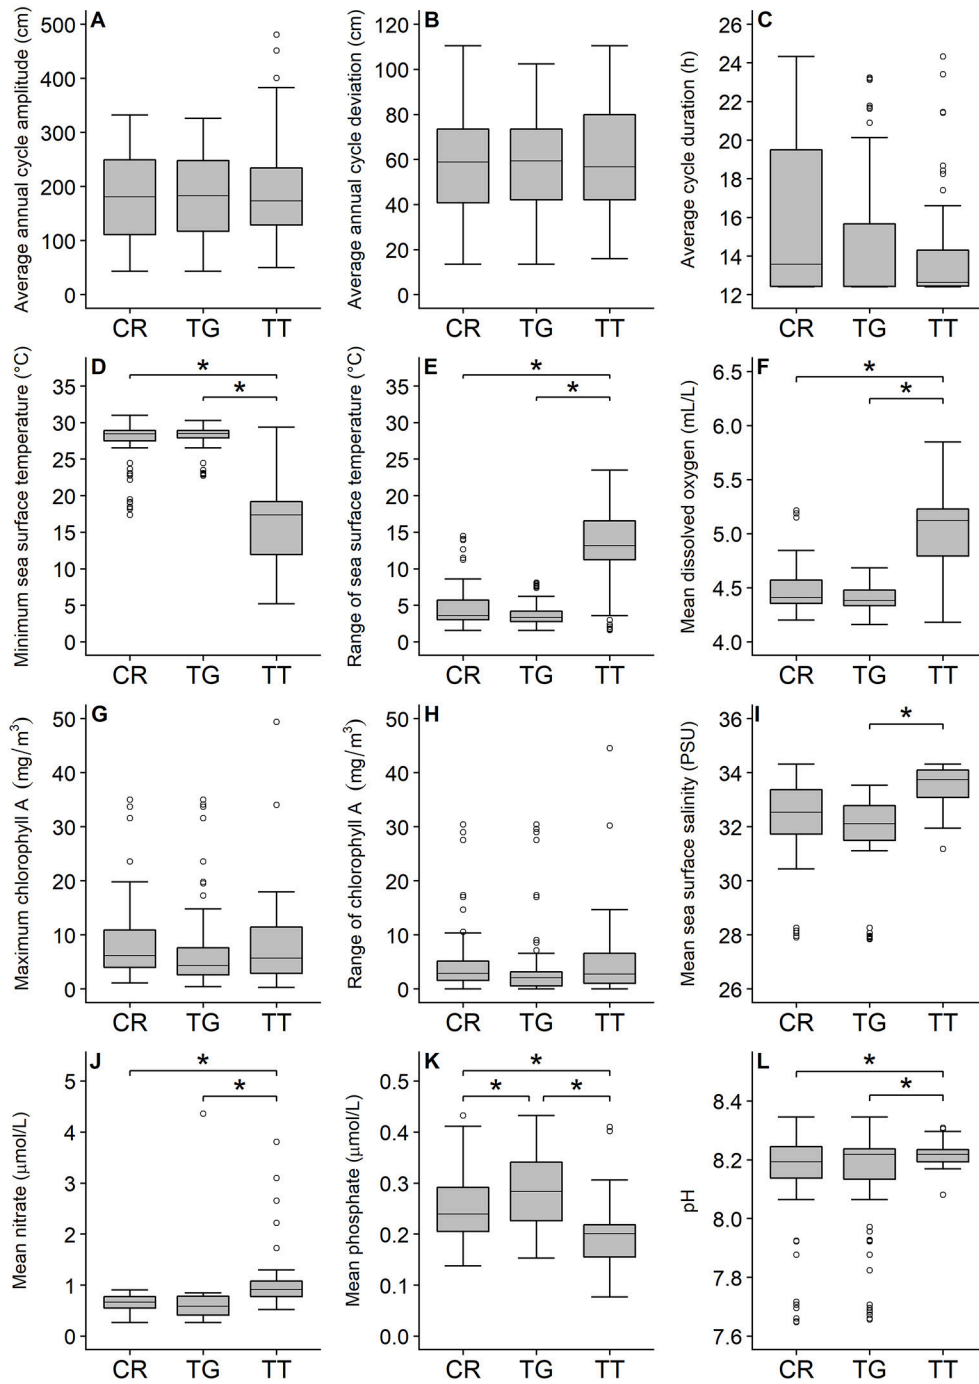 A
Average annual cycle amplitude (cm)
500
400
300
200
100
0
CR TG TT
B
Average annual cycle deviation (cm)
120
100
80
60
40
20
0
CR TG TT
C
Average cycle duration (h)
26
24
22
20
18
16
14
12
CR TG TT
D
Minimum sea surface temperature (°C)
35
30
25
20
15
10
5
0
* *
CR TG TT
E
Range of sea surface temperature (°C)
35
30
25
20
15
10
5
0
* *
CR TG TT
F
Mean dissolved oxygen (mL/L)
6.5
6.0
5.5
5.0
4.5
4.0
* *
CR TG TT
G
Maximum chlorophyll A (mg/m³)
50
40
30
20
10
0
CR TG TT
H
Range of chlorophyll A (mg/m³)
50
40
30
20
10
0
CR TG TT
I
Mean sea surface salinity (PSU)
36
34
32
30
28
26
*
CR TG TT
J
Mean nitrate (μmol/L)
5
4
3
2
1
0
* *
CR TG TT
K
Mean phosphate (μmol/L)
0.5
0.4
0.3
0.2
0.1
0.0
* * *
CR TG TT
L
pH
8.4
8.2
8.0
7.8
7.6
* *
CR TG TT